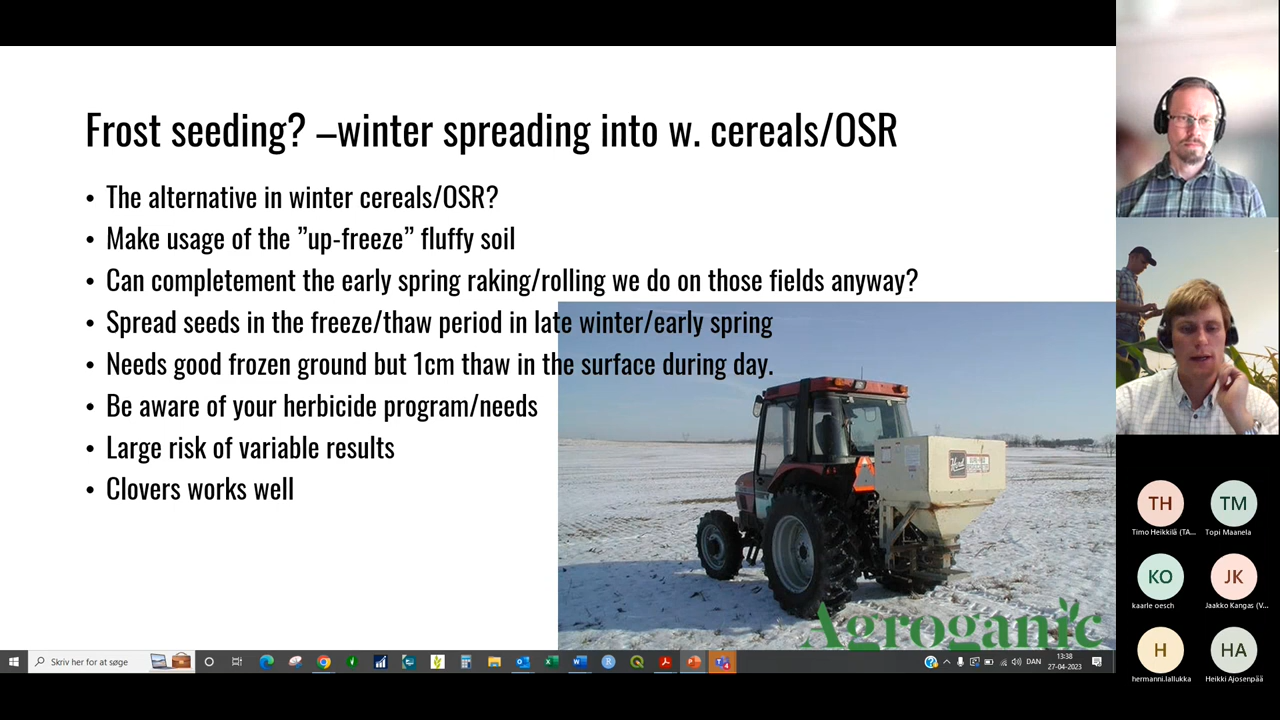 Frost seeding? –winter spreading into w. cereals/OSR
• The alternative in winter cereals/OSR?
• Make usage of the ”up-freeze” fluffy soil
• Can completement the early spring raking/rolling we do on those fields anyway?
• Spread seeds in the freeze/thaw period in late winter/early spring
• Needs good frozen ground but 1cm thaw in the surface during day.
• Be aware of your herbicide program/needs
• Large risk of variable results
• Clovers works well
Herd
Agroganic
TH
TM
Timo Heikkilä (TA...
Topi Maanela
KO
JK
kaarle oesch
Jaakko Kangas (V...
H
HA
hermanni.lallukka
Heikki Ajosenpää
Skriv her for at søge
DAN
13:38
27-04-2023